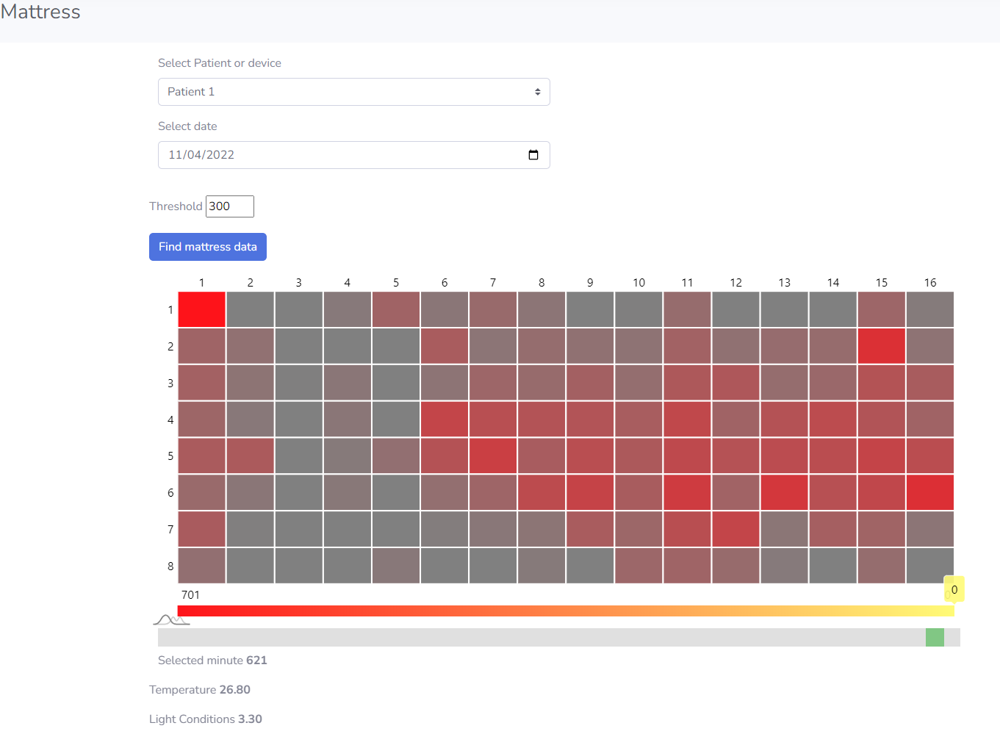 Mattress
Select Patient or device
Patient 1
Select date
11/04/2022
Threshold 300
Find mattress data
1 2 3 4 5 6 7 8 9 10 11 12 13 14 15 16
1
2
3
4
5
6
7
8
701 0
Selected minute 621
Temperature 26.80
Light Conditions 3.30